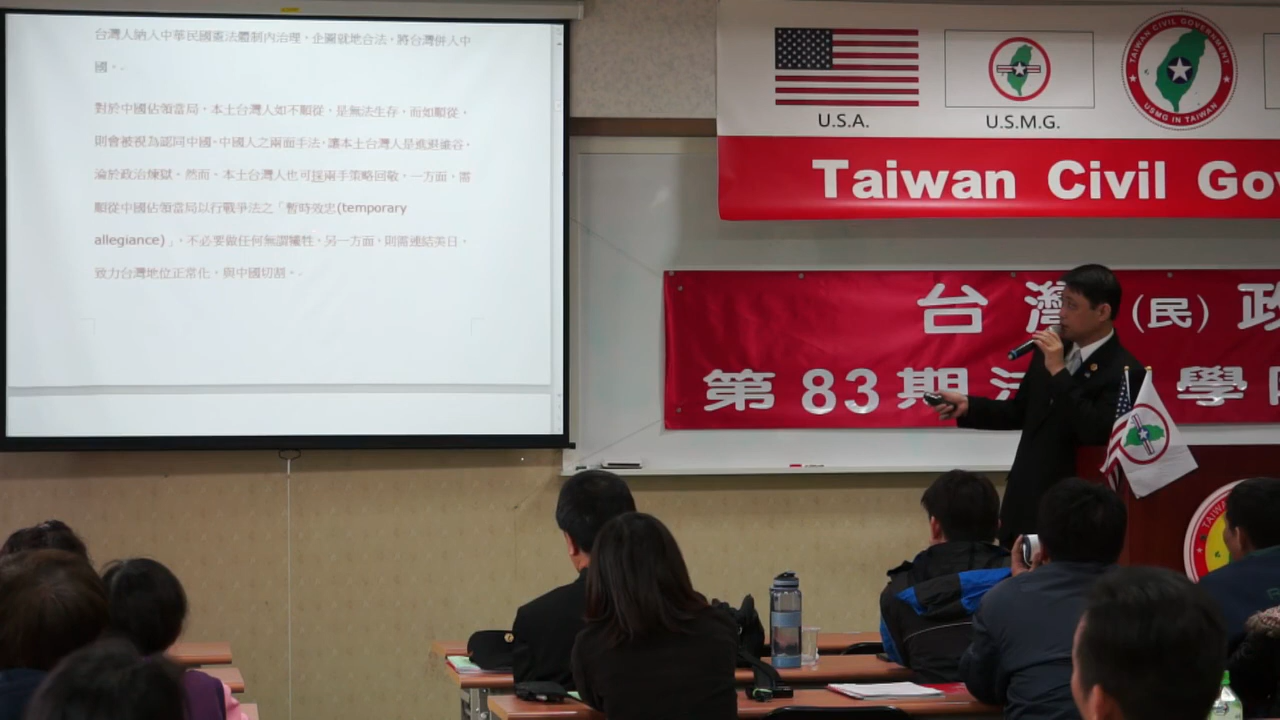 台灣人納入中華民國憲法體制內治理，企圖就地合法，將台灣併入中
國。
對於中國佔領當局，本土台灣人如不順從，是無法生存，而如順從，
則會被視為認同中國。中國人之兩面手法，讓本土台灣人是進退維谷，
淪於政治煉獄。然而，本土台灣人也可採兩手策略回敬，一方面，需
順從中國佔領當局以行戰爭法之「暫時效忠(temporary
allegiance)」，不必要做任何無謂犧牲，另一方面，則需連結美日，
致力台灣地位正常化，與中國切割。
U.S.A.
U.S.M.G.
TAIWAN CIVIL GOVERNMENT
USMG IN TAIWAN
Taiwan Civil Go
台 灣 (民) 政
第 83 期 學
TAIWAN